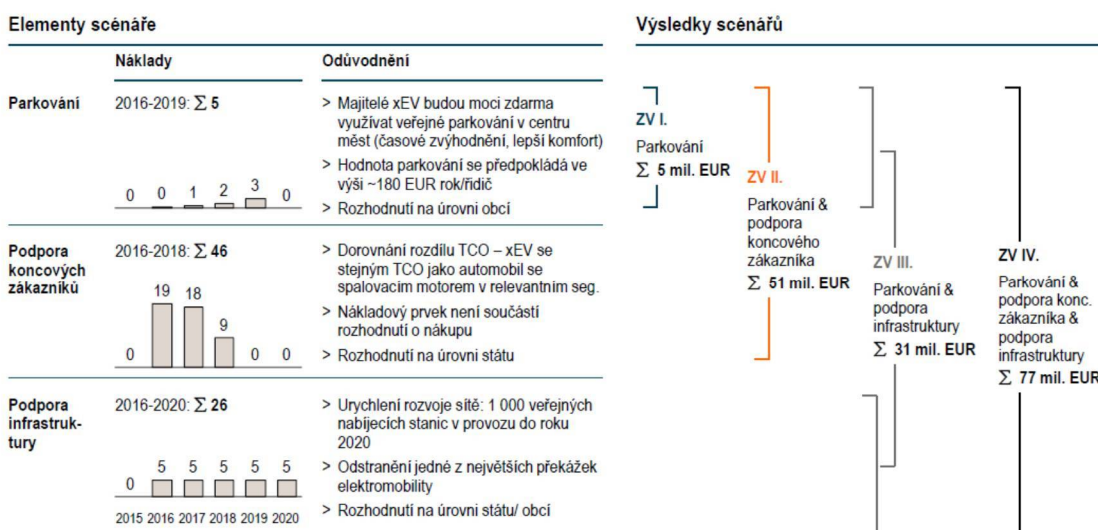 Elementy scénáře
Náklady
Odůvodnění
Parkování
2016-2019: Σ 5
0 0 1 2 3 0
> Majitelé xEV budou moci zdarma
využívat veřejné parkování v centru
měst (časové zvýhodnění, lepší komfort)
> Hodnota parkování se předpokládá ve
výši ~180 EUR rok/řidič
> Rozhodnutí na úrovni obcí
Podpora
koncových
zákazníků
2016-2018: Σ 46
0 19 18 9 0 0
> Dorovnání rozdílu TCO – xEV se
stejným TCO jako automobil se
spalovacim motorem v relevantním seg.
> Nákladový prvek není součástí
rozhodnutí o nákupu
> Rozhodnutí na úrovni státu
Podpora
infrastruk-
tury
2016-2020: Σ 26
0 5 5 5 5 5
2015 2016 2017 2018 2019 2020
> Urychlení rozvoje sítě: 1 000 veřejných
nabíjecích stanic v provozu do roku
2020
> Odstranění jedné z největších překážek
elektromobility
> Rozhodnutí na úrovni státu/ obcí
Výsledky scénářů
ZV I.
Parkování
Σ 5 mil. EUR
ZV II.
Parkování &
podpora
koncového
zákazníka
Σ 51 mil. EUR
ZV III.
Parkování &
podpora
infrastruktury
Σ 31 mil. EUR
ZV IV.
Parkování &
podpora konc.
zákazníka &
podpora
infrastruktury
Σ 77 mil. EUR